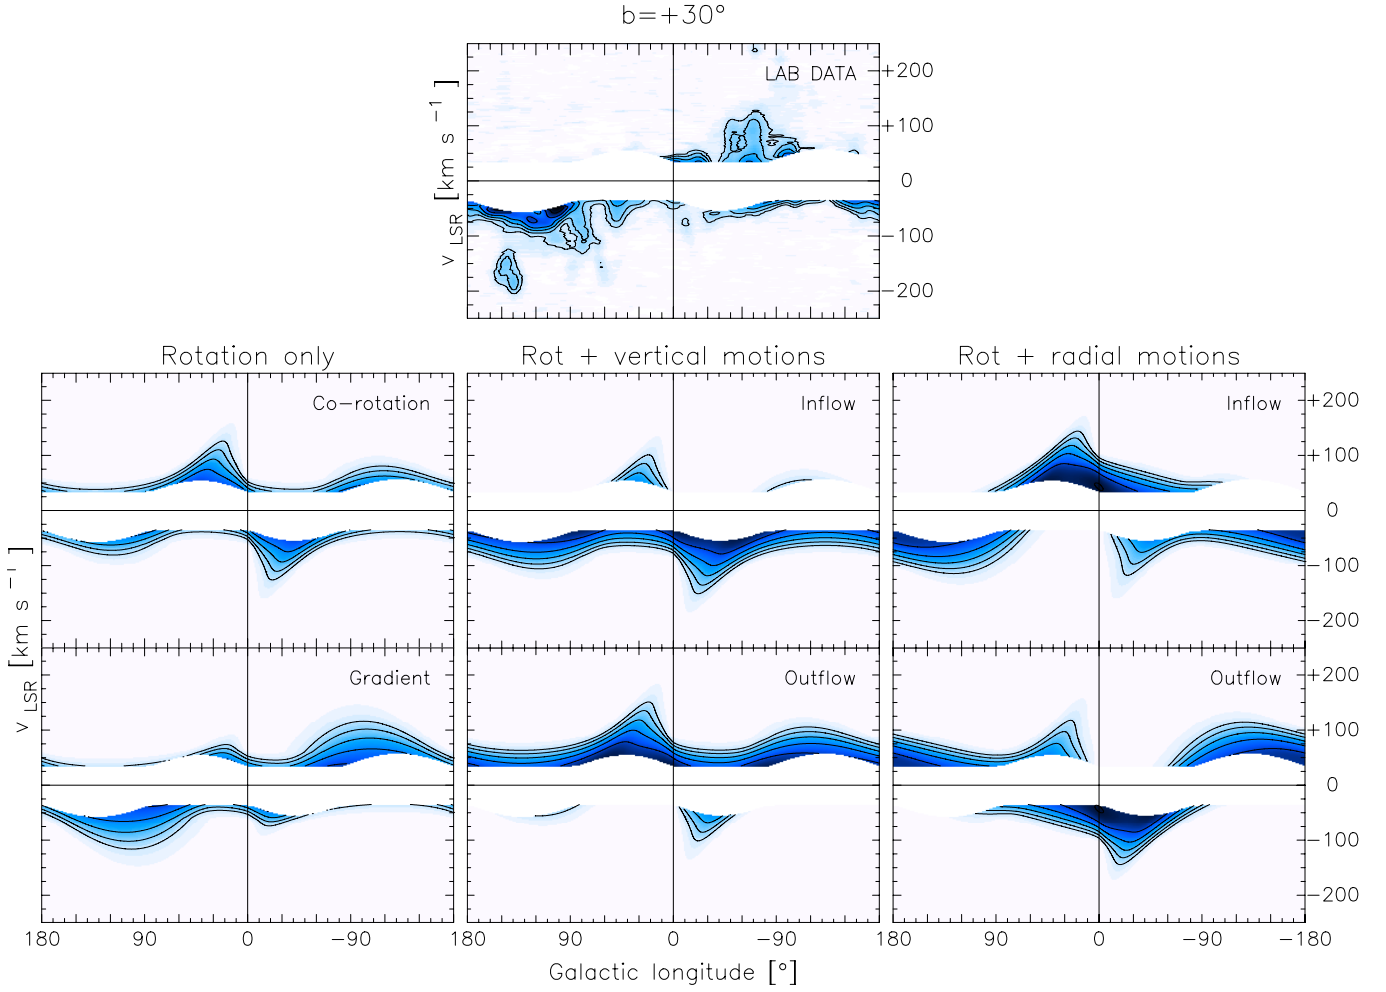 b=+30°
LAB DATA
+200
+100
0
−100
−200
v LSR [km s −1 ]
Rotation only
Rot + vertical motions
Rot + radial motions
Co−rotation
Inflow
Inflow
+200
+100
0
−100
−200
v LSR [km s −1 ]
Gradient
Outflow
Outflow
+200
+100
0
−100
−200
180 90 0 −90 180 90 0 −90 180 90 0 −90 −180
Galactic longitude [°]